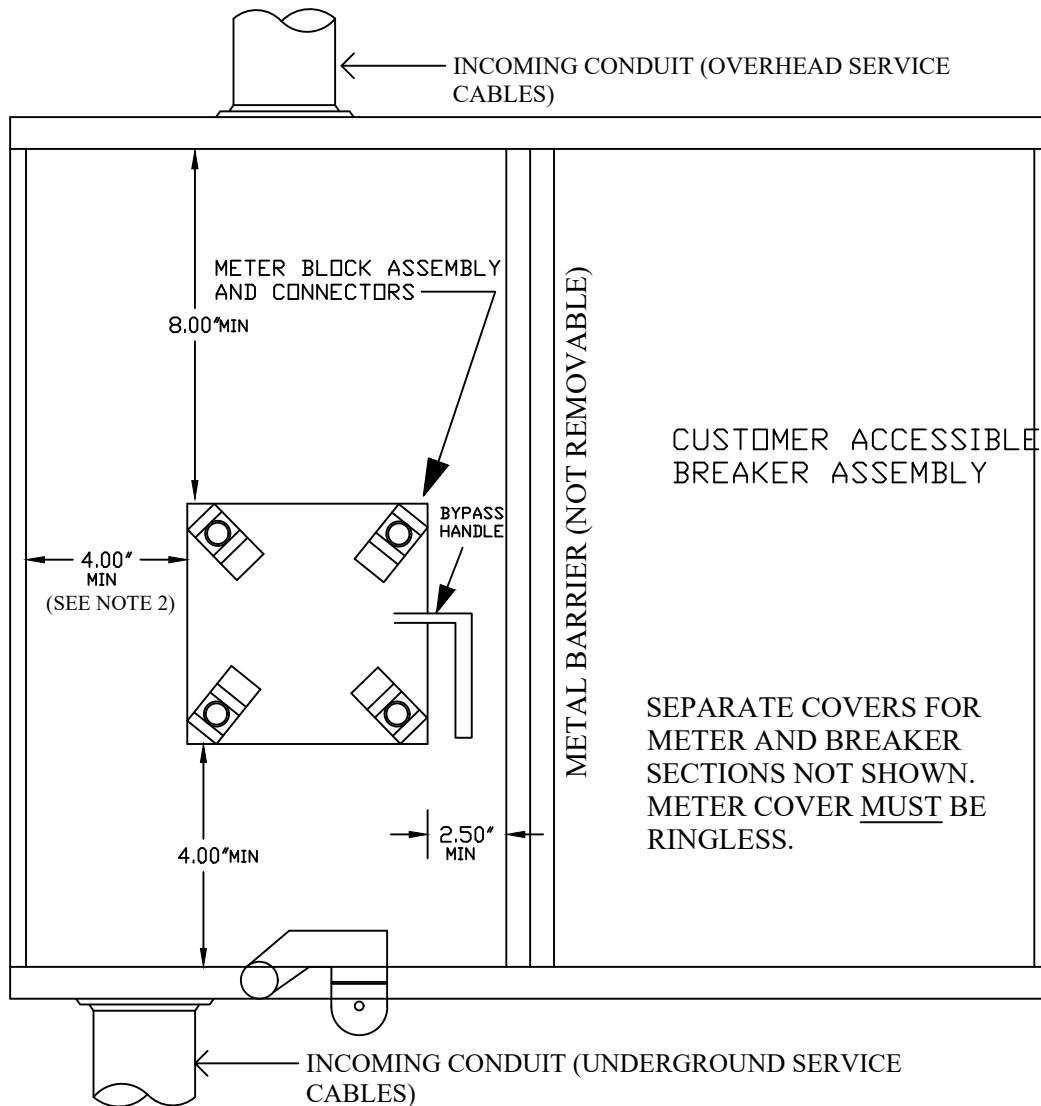 INCOMING CONDUIT (OVERHEAD SERVICE
CABLES)
METER BLOCK ASSEMBLY
AND CONNECTORS
8.00"MIN
METAL BARRIER (NOT REMOVABLE)
CUSTOMER ACCESSIBLE
BREAKER ASSEMBLY
BYPASS
HANDLE
4.00"
MIN
(SEE NOTE 2)
SEPARATE COVERS FOR
METER AND BREAKER
SECTIONS NOT SHOWN.
METER COVER MUST BE
RINGLESS.
2.50"
MIN
4.00"MIN
INCOMING CONDUIT (UNDERGROUND SERVICE
CABLES)